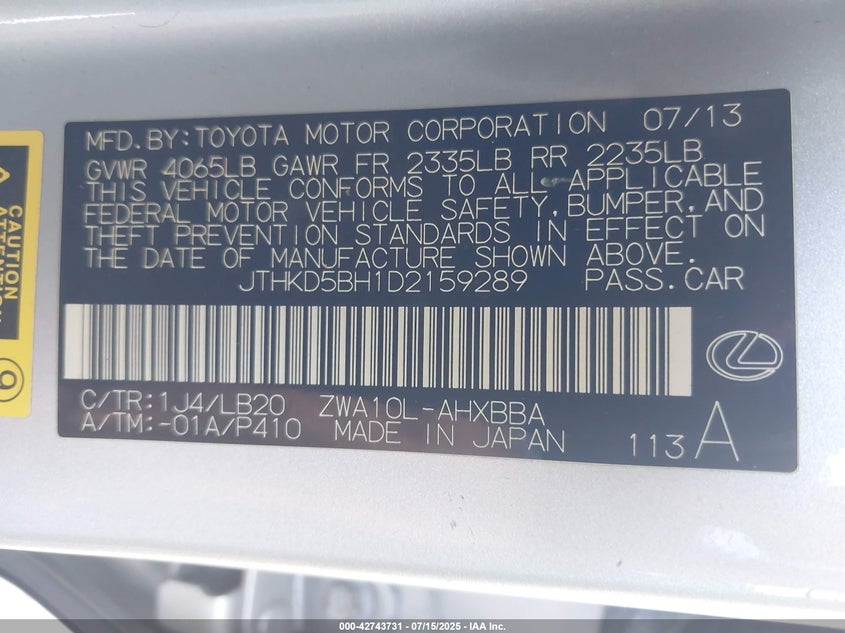 MFD.BY:TOYOTA MOTOR CORPORATION 07/13
GVWR 4065LB GAWR FR 2335LB RR 2235LB
THIS VEHICLE CONFORMS TO ALL APPLICABLE
FEDERAL MOTOR VEHICLE SAFETY,BUMPER,AND
THEFT PREVENTION STANDARDS IN EFFECT ON
THE DATE OF MANUFACTURE SHOWN ABOVE.
JTHKD5BH1D2159289 PASS.CAR
C/TR:1J4/LB20 ZWA10L-AHXBBA
A/TM:-01A/P410 MADE IN JAPAN 113A
CAUTION
ATTENTION
9
000-42743731 - 07/15/2025 - IAA Inc.